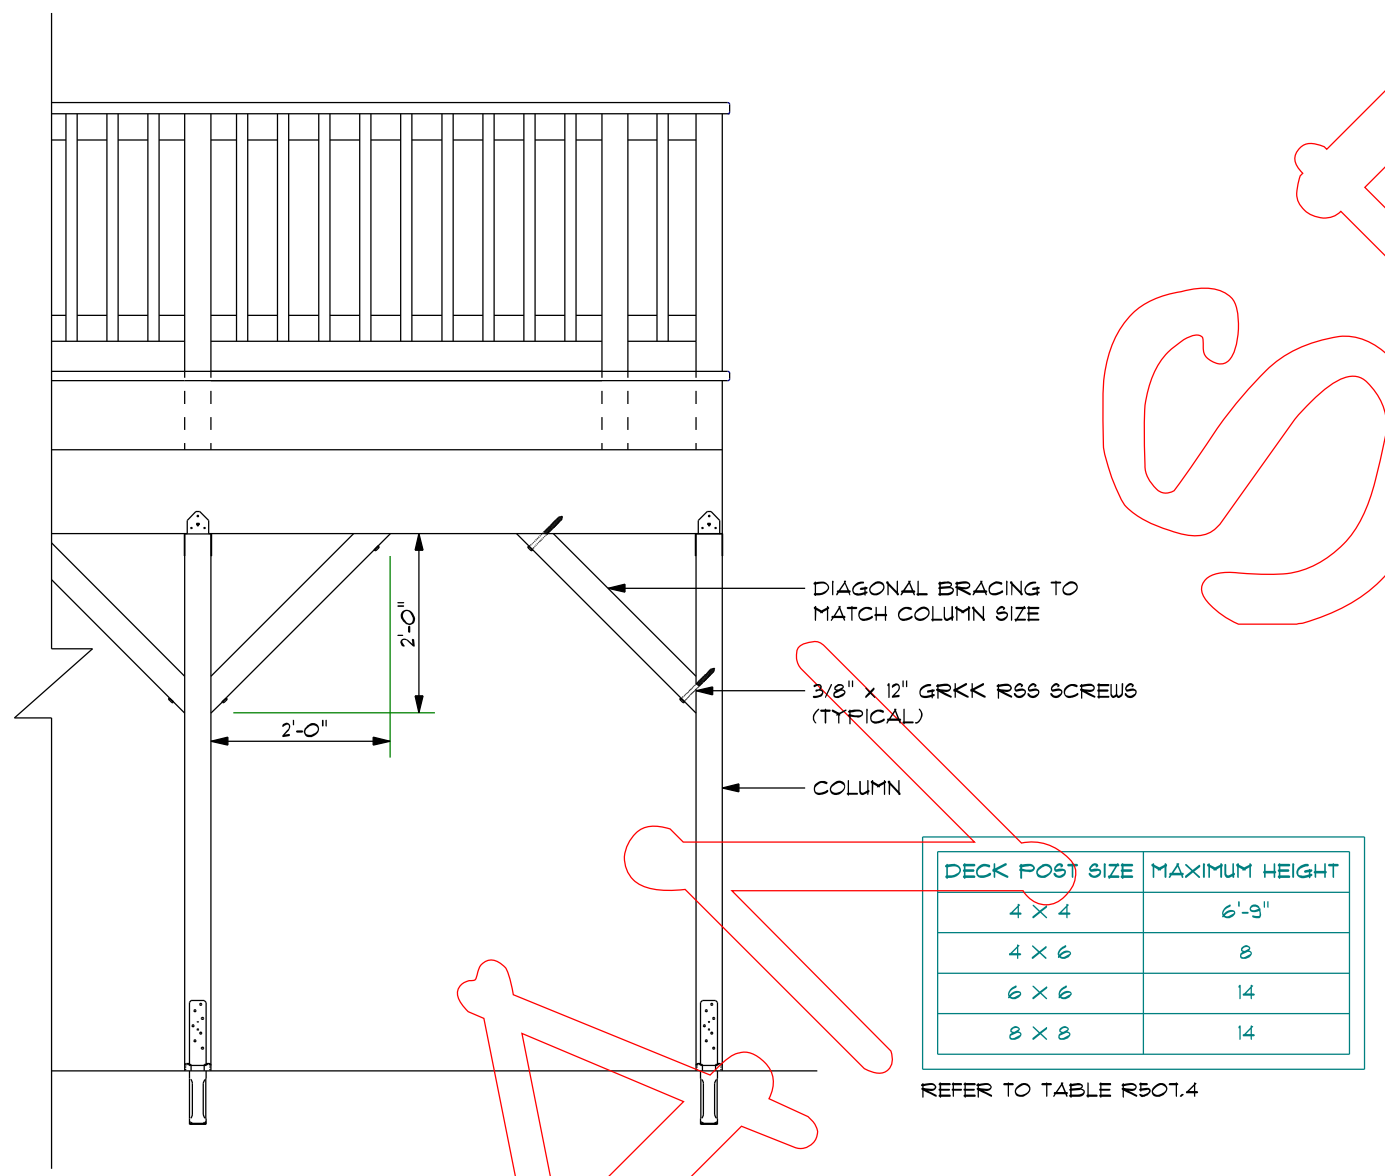 DIAGONAL BRACING TO
MATCH COLUMN SIZE
2'-0"
3/8" x 12" GRKK RSS SCREWS
(TYPICAL)
2'-0"
COLUMN
DECK POST SIZE MAXIMUM HEIGHT
4 X 4 6'-9"
4 X 6 8
6 X 6 14
8 X 8 14
REFER TO TABLE R507.4